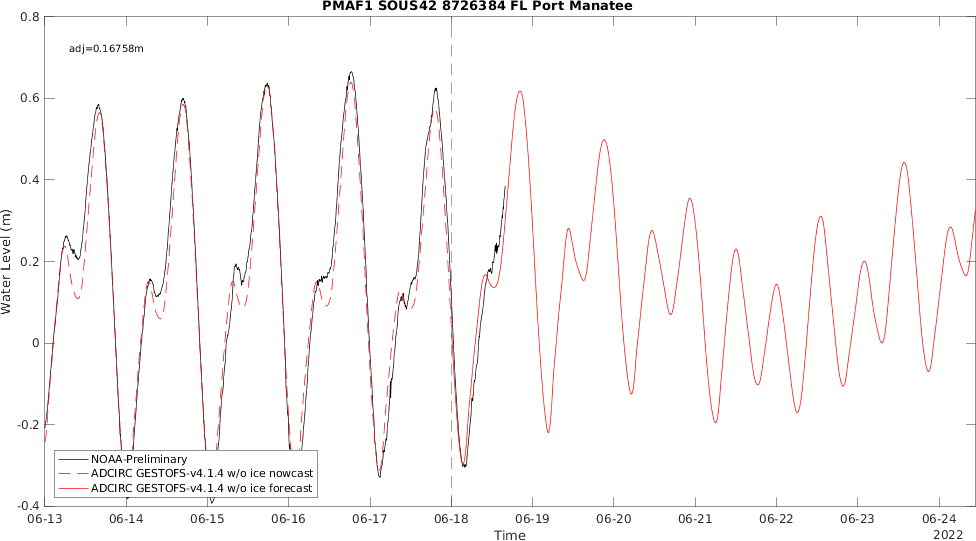 PMAF1 SOUS42 8726384 FL Port Manatee
0.8
adj=0.16758m
0.6
0.4
0.2
0
-0.2
-0.4
Water Level (m)
NOAA-Preliminary
ADCIRC GESTOFS-v4.1.4 w/o ice nowcast
ADCIRC GESTOFS-v4.1.4 w/o ice forecast
06-13 06-14 06-15 06-16 06-17 06-18 06-19 06-20 06-21 06-22 06-23 06-24
Time
2022